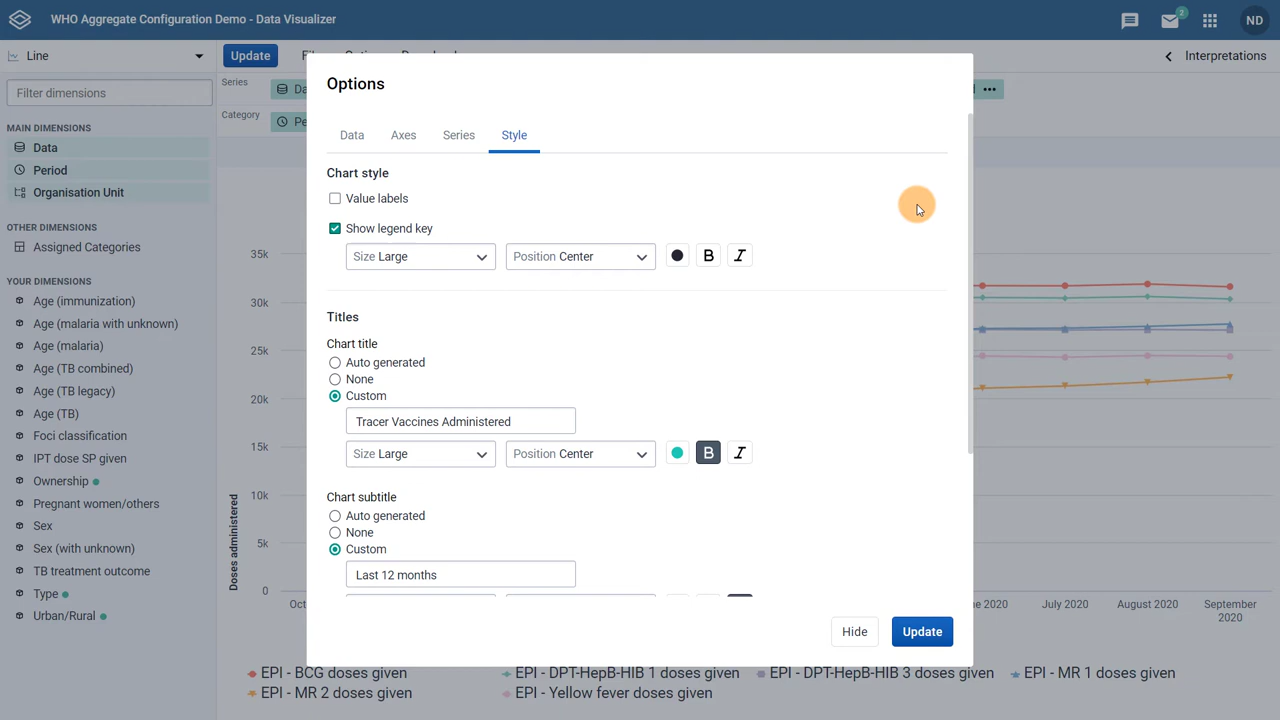 WHO Aggregate Configuration Demo - Data Visualizer
2
ND
Line
Update
Interpretations
Filter dimensions
Series
Category
MAIN DIMENSIONS
Data
Period
Organisation Unit
OTHER DIMENSIONS
Assigned Categories
YOUR DIMENSIONS
Age (immunization)
Age (malaria with unknown)
Age (malaria)
Age (TB combined)
Age (TB legacy)
Age (TB)
Foci classification
IPT dose SP given
Ownership
Pregnant women/others
Sex
Sex (with unknown)
TB treatment outcome
Type
Urban/Rural
Options
Data Axes Series Style
Chart style
Value labels
Show legend key
Size Large Position Center B I
Titles
Chart title
Auto generated
None
Custom
Tracer Vaccines Administered
Size Large Position Center B I
Chart subtitle
Auto generated
None
Custom
Last 12 months
Hide Update
Doses administered
35k
30k
25k
20k
15k
10k
5k
0
2020 July 2020 August 2020 September 2020
EPI - BCG doses given EPI - DPT-HepB-HIB 1 doses given EPI - DPT-HepB-HIB 3 doses given EPI - MR 1 doses given
EPI - MR 2 doses given EPI - Yellow fever doses given